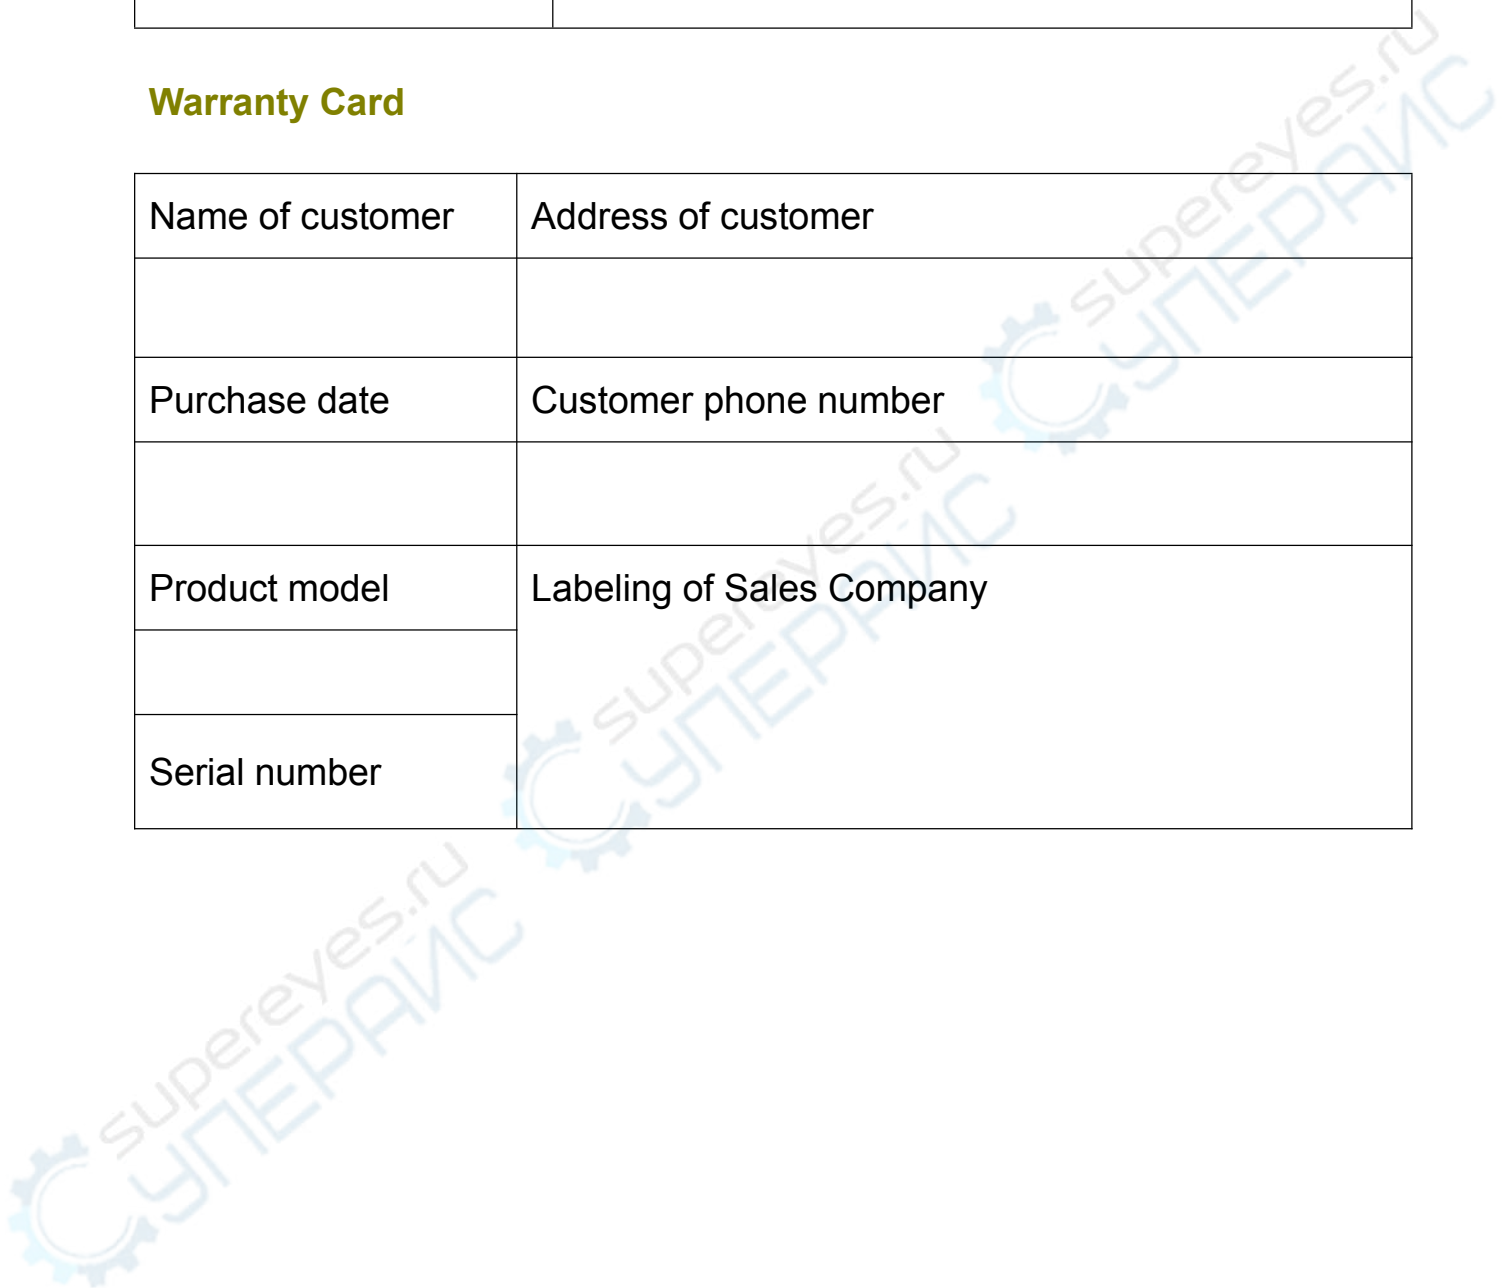 Warranty Card
Name of customer
Address of customer
Purchase date
Customer phone number
Product model
Labeling of Sales Company
Serial number
supereyes.ru
СУПЕРАЙС
supereyes.ru
СУПЕРАЙС
supereyes.ru
СУПЕРАЙС